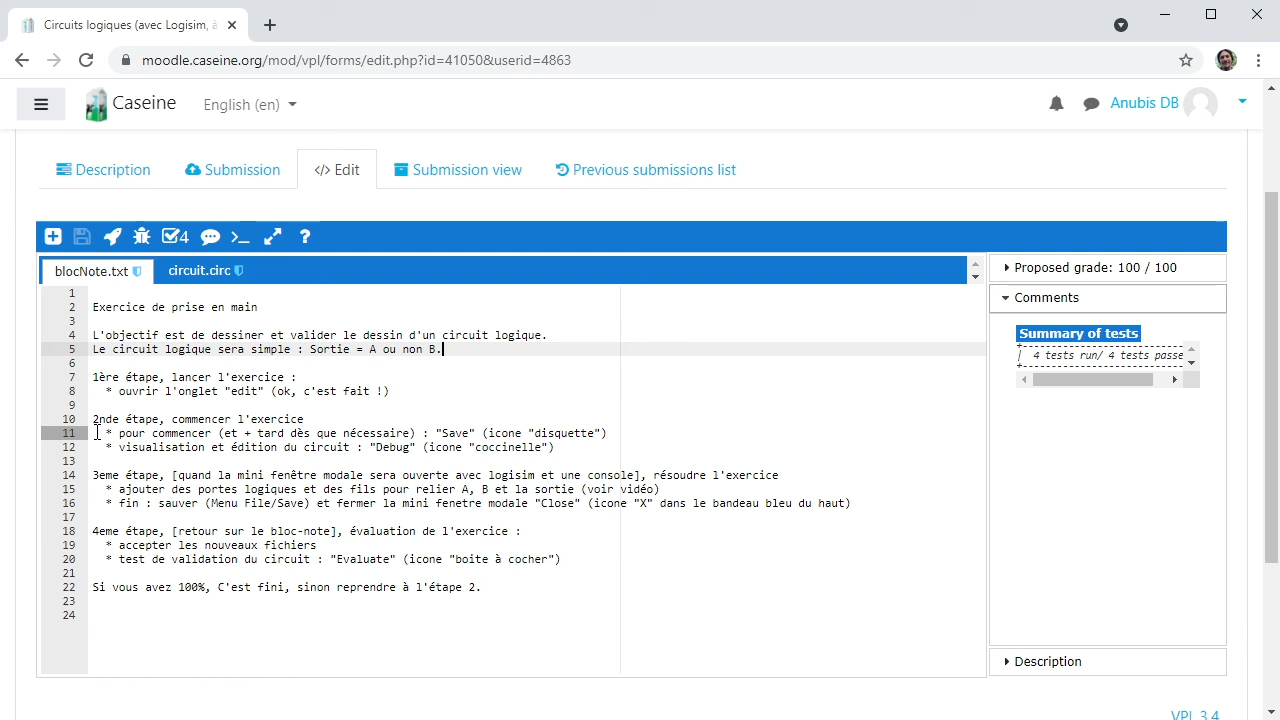 Circuits logiques (avec Logisim, à
moodle.caseine.org/mod/vpl/forms/edit.php?id=41050&userid=4863
Caseine
English (en)
Anubis DB
Description
Submission
</> Edit
Submission view
Previous submissions list
4
blocNote.txt
circuit.circ
1
2 Exercice de prise en main
3
4 L'objectif est de dessiner et valider le dessin d'un circuit logique.
5 Le circuit logique sera simple : Sortie = A ou non B.
6
7 1ère étape, lancer l'exercice :
8 * ouvrir l'onglet "edit" (ok, c'est fait !)
9
10 2nde étape, commencer l'exercice
11 * pour commencer (et + tard dès que nécessaire) : "Save" (icone "disquette")
12 * visualisation et édition du circuit : "Debug" (icone "coccinelle")
13
14 3eme étape, [quand la mini fenêtre modale sera ouverte avec logisim et une console], résoudre l'exercice
15 * ajouter des portes logiques et des fils pour relier A, B et la sortie (voir vidéo)
16 * fin : sauver (Menu File/Save) et fermer la mini fenetre modale "Close" (icone "X" dans le bandeau bleu du haut)
17
18 4eme étape, [retour sur le bloc-note], évaluation de l'exercice :
19 * accepter les nouveaux fichiers
20 * test de validation du circuit : "Evaluate" (icone "boite à cocher")
21
22 Si vous avez 100%, C'est fini, sinon reprendre à l'étape 2.
23
24
Proposed grade: 100 / 100
Comments
Summary of tests
+------------------------
| 4 tests run/ 4 tests passe
+------------------------
Description
VPL 3.4